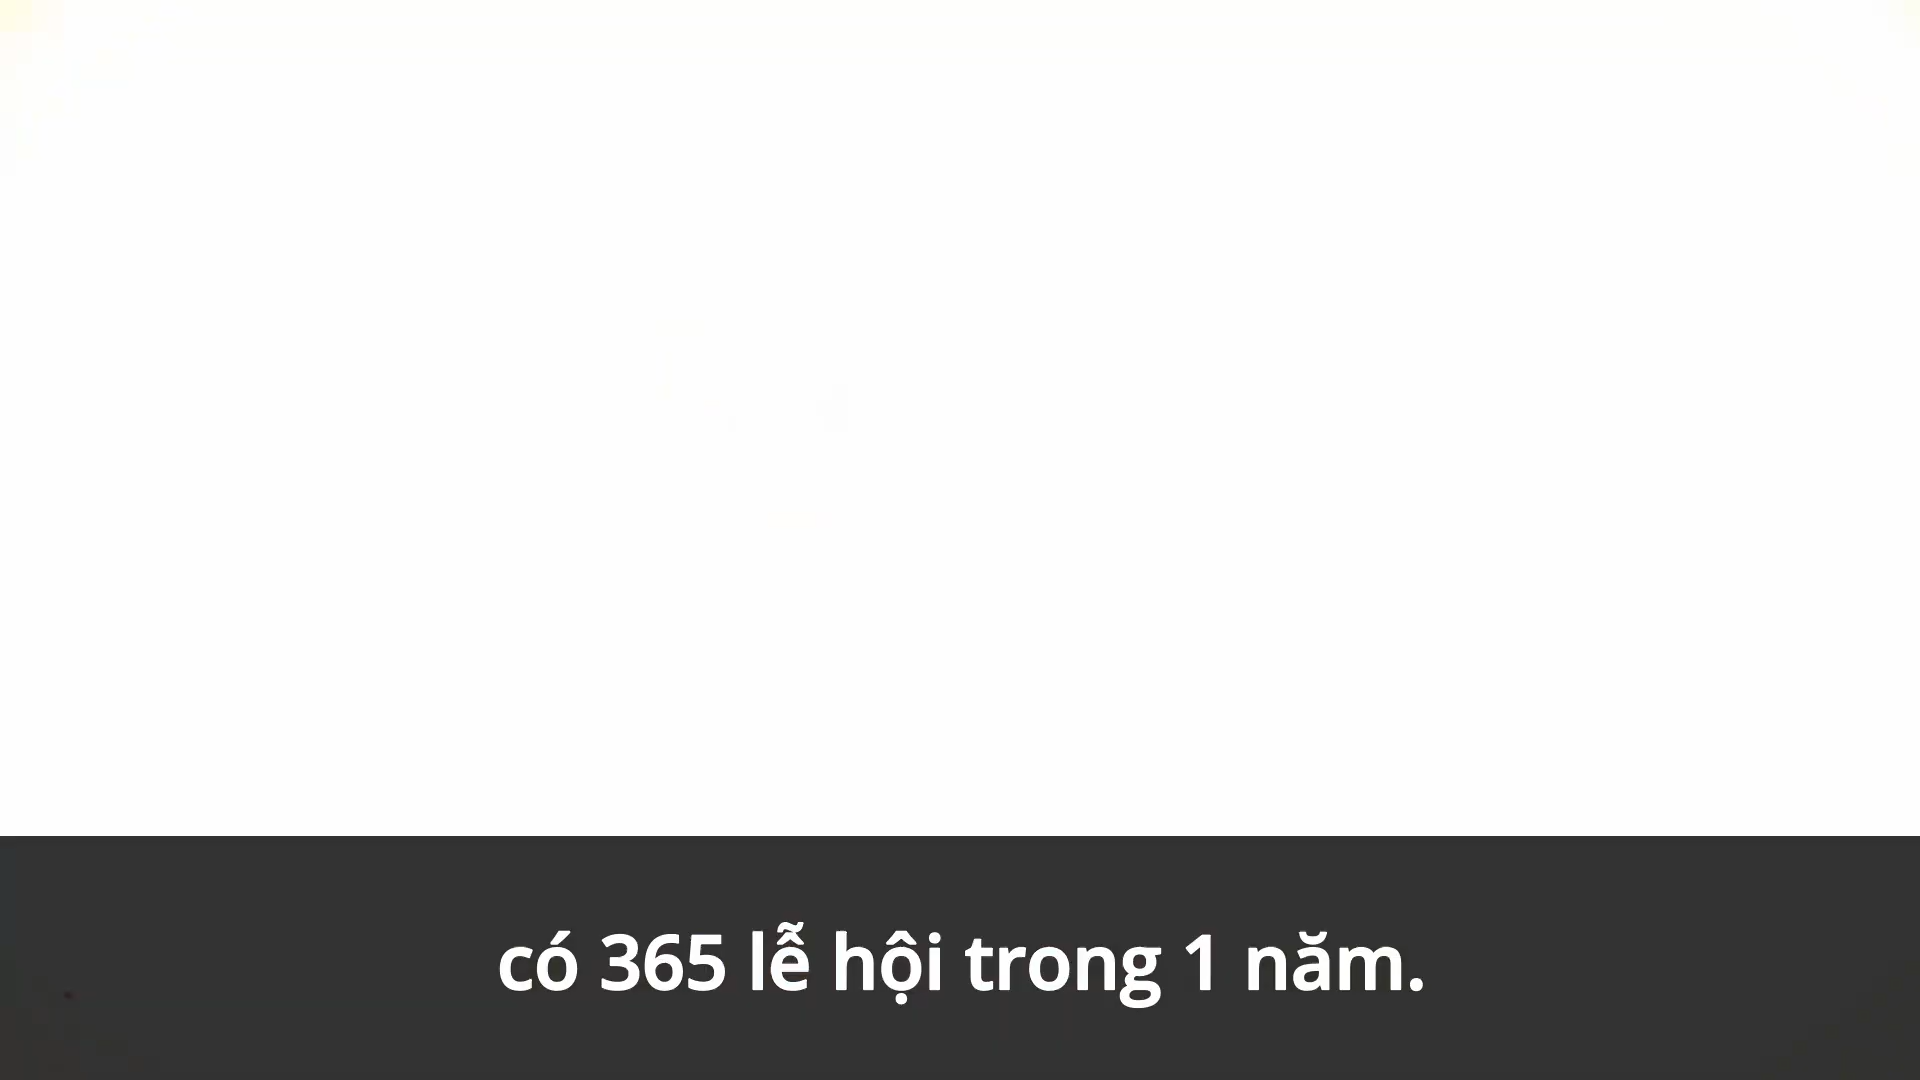 có 365 lễ hội trong 1 năm.